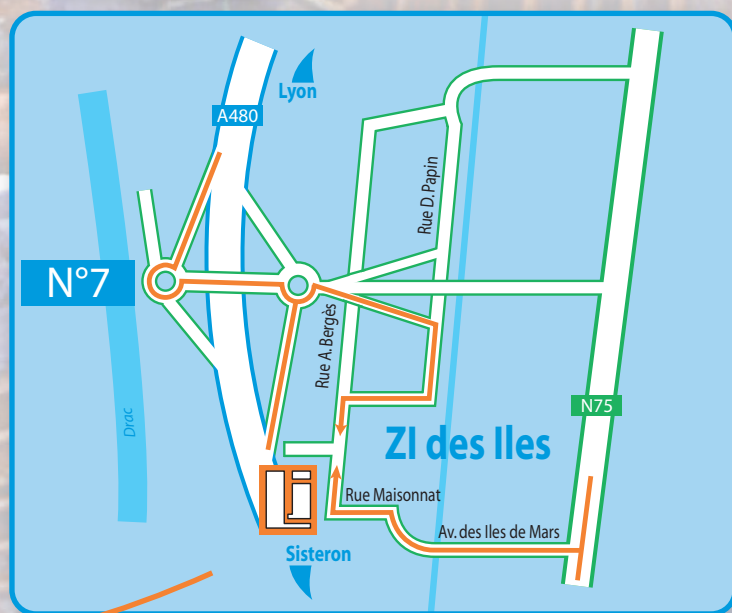 Lyon
A480
Rue D. Papin
N°7
Rue A. Bergès
Drac
N75
ZI des Iles
Rue Maisonnat
Av. des Iles de Mars
Sisteron